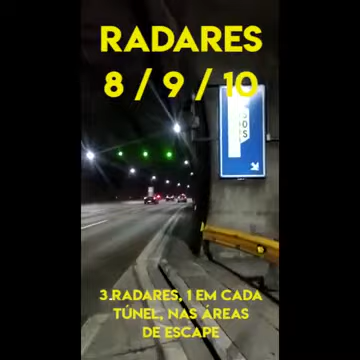 RADARES
8 / 9 / 10
3.RADARES, 1 EM CADA
TÚNEL, NAS ÁREAS
DE ESCAPE